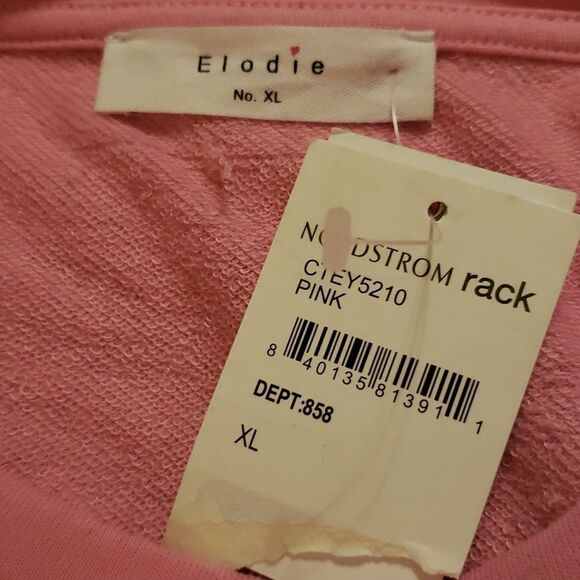 Elodie
No. XL
NORDSTROM rack
CTEY5210
PINK
8 40135 81391 1
DEPT:858
XL